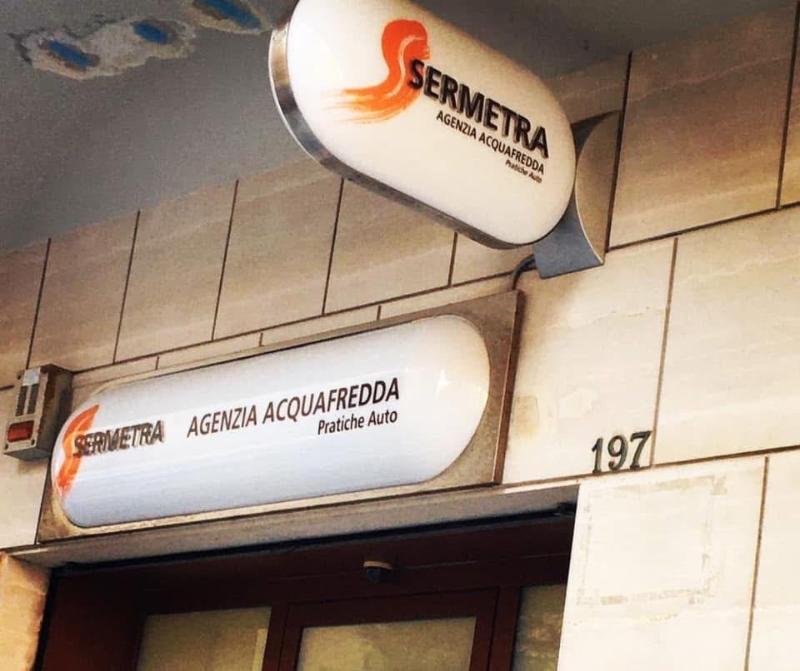 SERMETRA
AGENZIA ACQUAFREDDA
Pratiche Auto
SERMETRA AGENZIA ACQUAFREDDA
Pratiche Auto
197